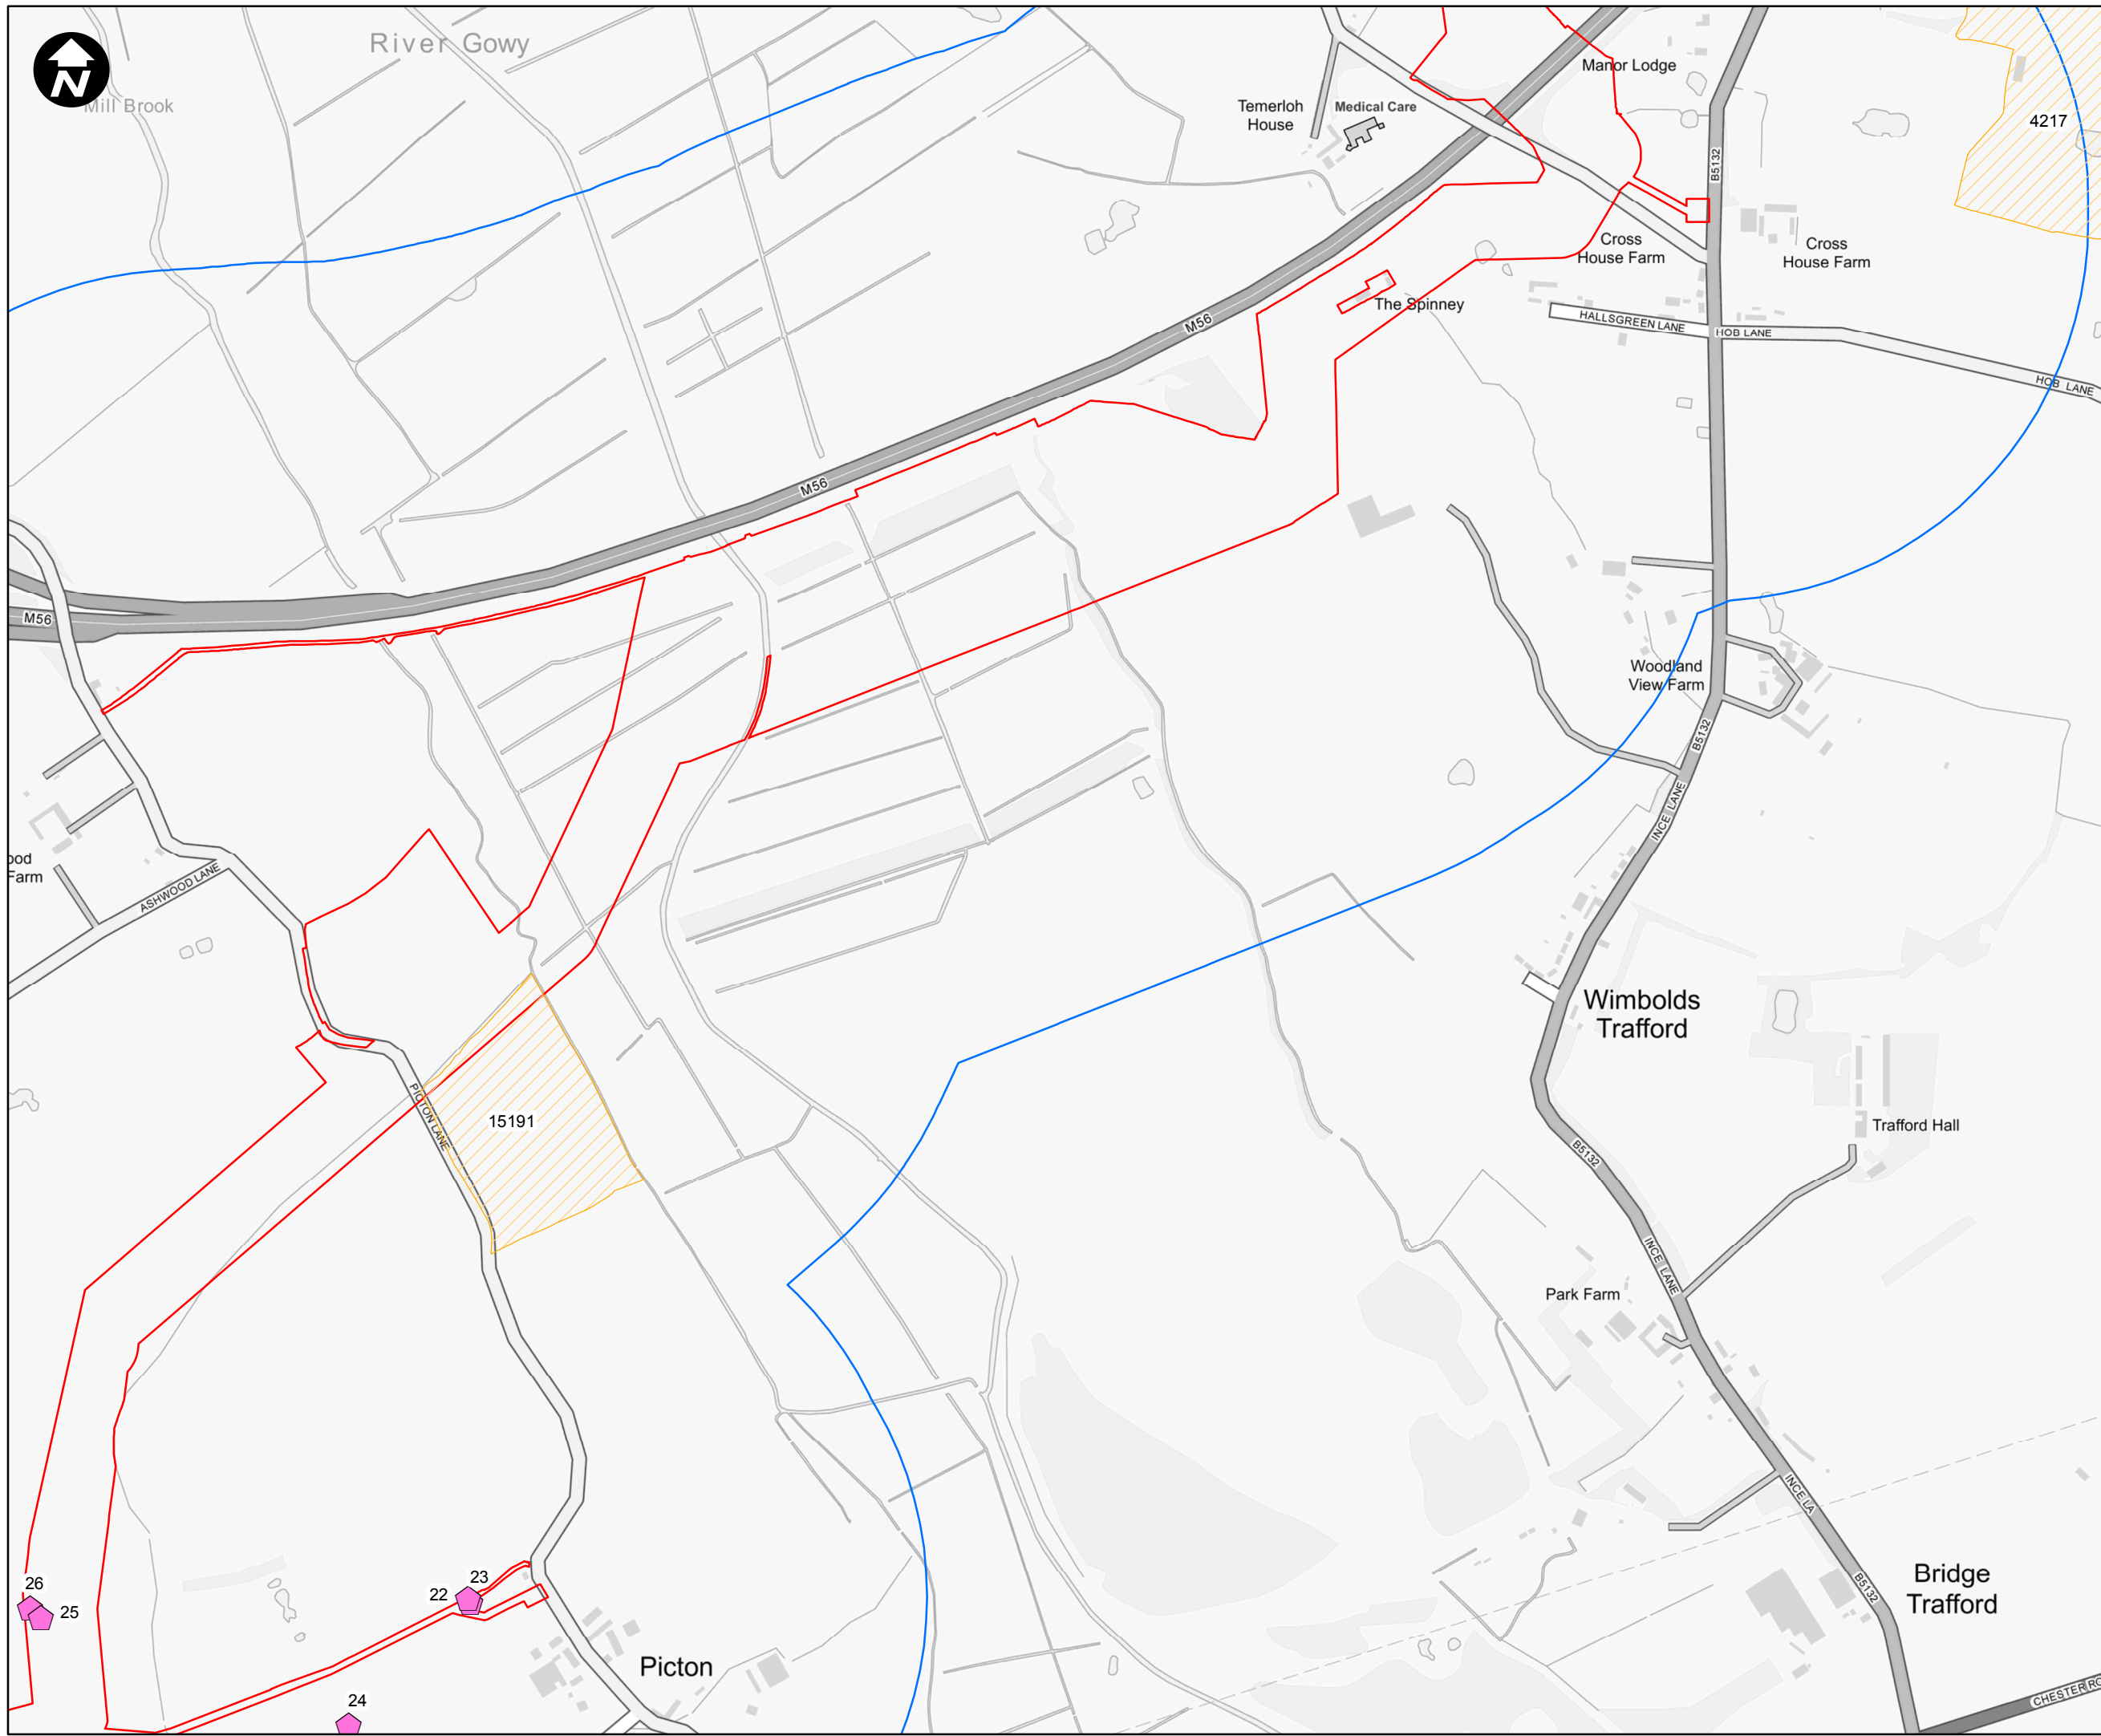 River Gowy
N
Mill Brook
Manor Lodge
Temerloh
House
Medical Care
4217
B5132
Cross
House Farm
Cross
House Farm
The Spinney
M56
HALLSGREEN LANE
HOB LANE
HOB LANE
M56
M56
Woodland
View Farm
B5132
INCE LANE
ood
Farm
ASHWOOD LANE
Wimbolds
Trafford
PICTON LANE
15191
Trafford Hall
B5132
INCE LANE
Park Farm
INCE LA
B5132
Bridge
Trafford
26
25
22
23
Picton
24
CHESTER RO